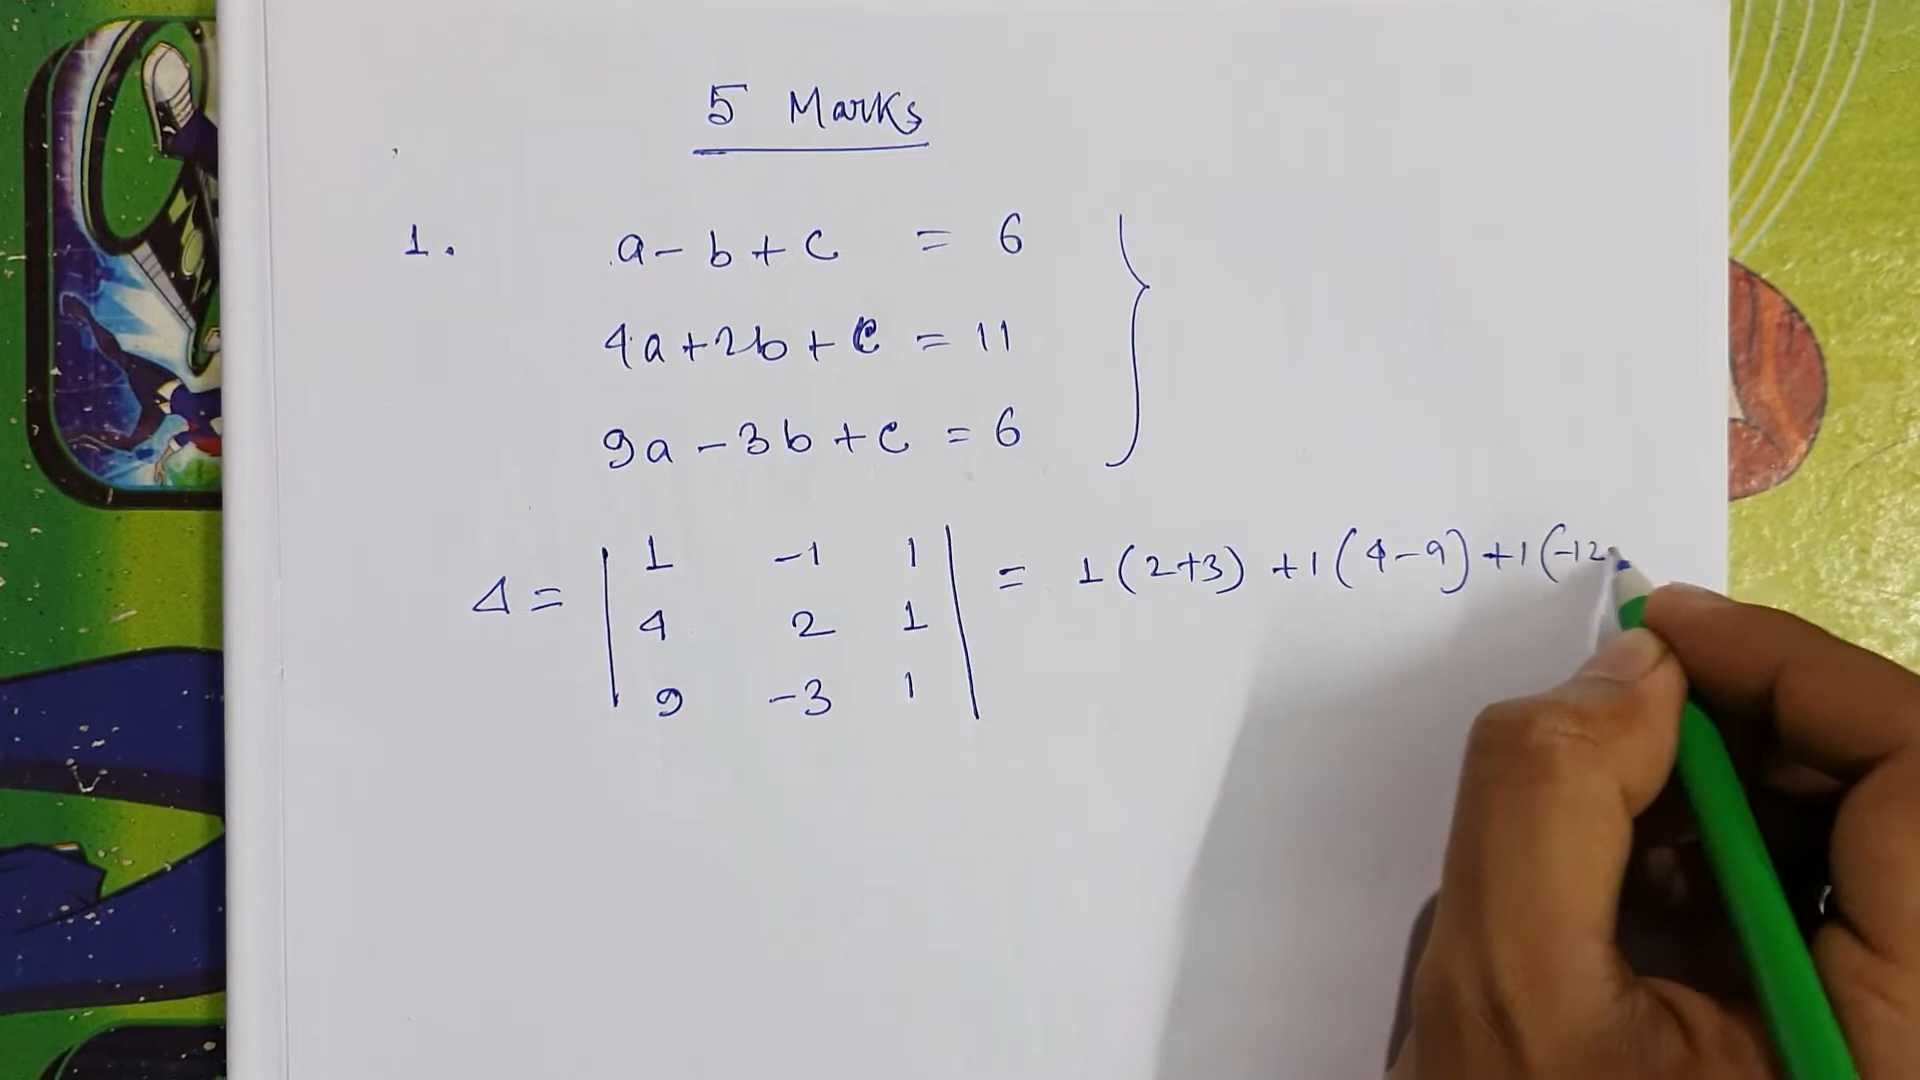 5 Marks
1. a - b + c = 6
4a + 2b + c = 11
9a - 3b + c = 6
Δ = | 1 -1 1 | = 1(2+3) +1(4-9) +1(-12
4 2 1
9 -3 1